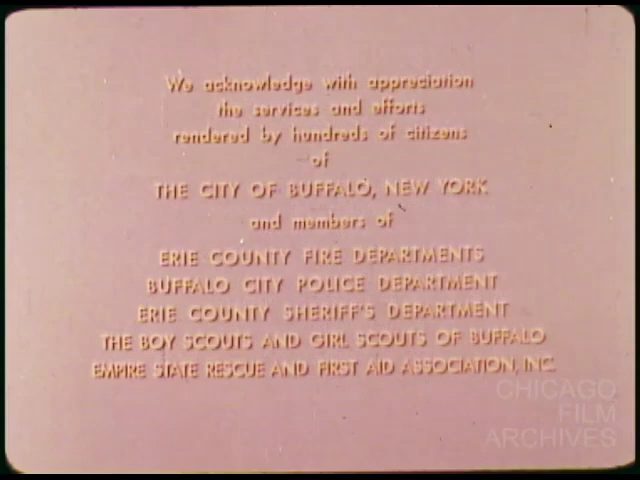 We acknowledge with appreciation
the services and efforts
rendered by hundreds of citizens
of
THE CITY OF BUFFALO, NEW YORK
and members of
ERIE COUNTY FIRE DEPARTMENTS
BUFFALO CITY POLICE DEPARTMENT
ERIE COUNTY SHERIFF'S DEPARTMENT
THE BOY SCOUTS AND GIRL SCOUTS OF BUFFALO
EMPIRE STATE RESCUE AND FIRST AID ASSOCIATION, INC.
CHICAGO
FILM
ARCHIVES